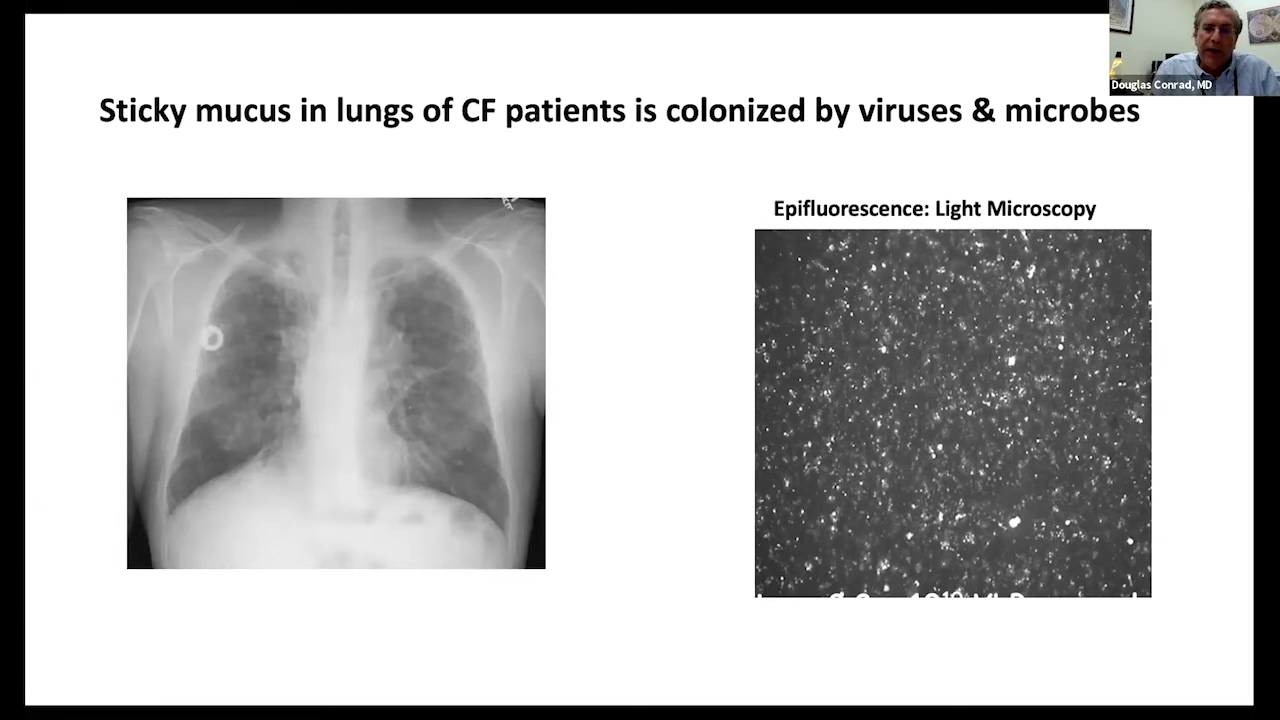 Douglas Conrad, MD
Sticky mucus in lungs of CF patients is colonized by viruses & microbes
Epifluorescence: Light Microscopy